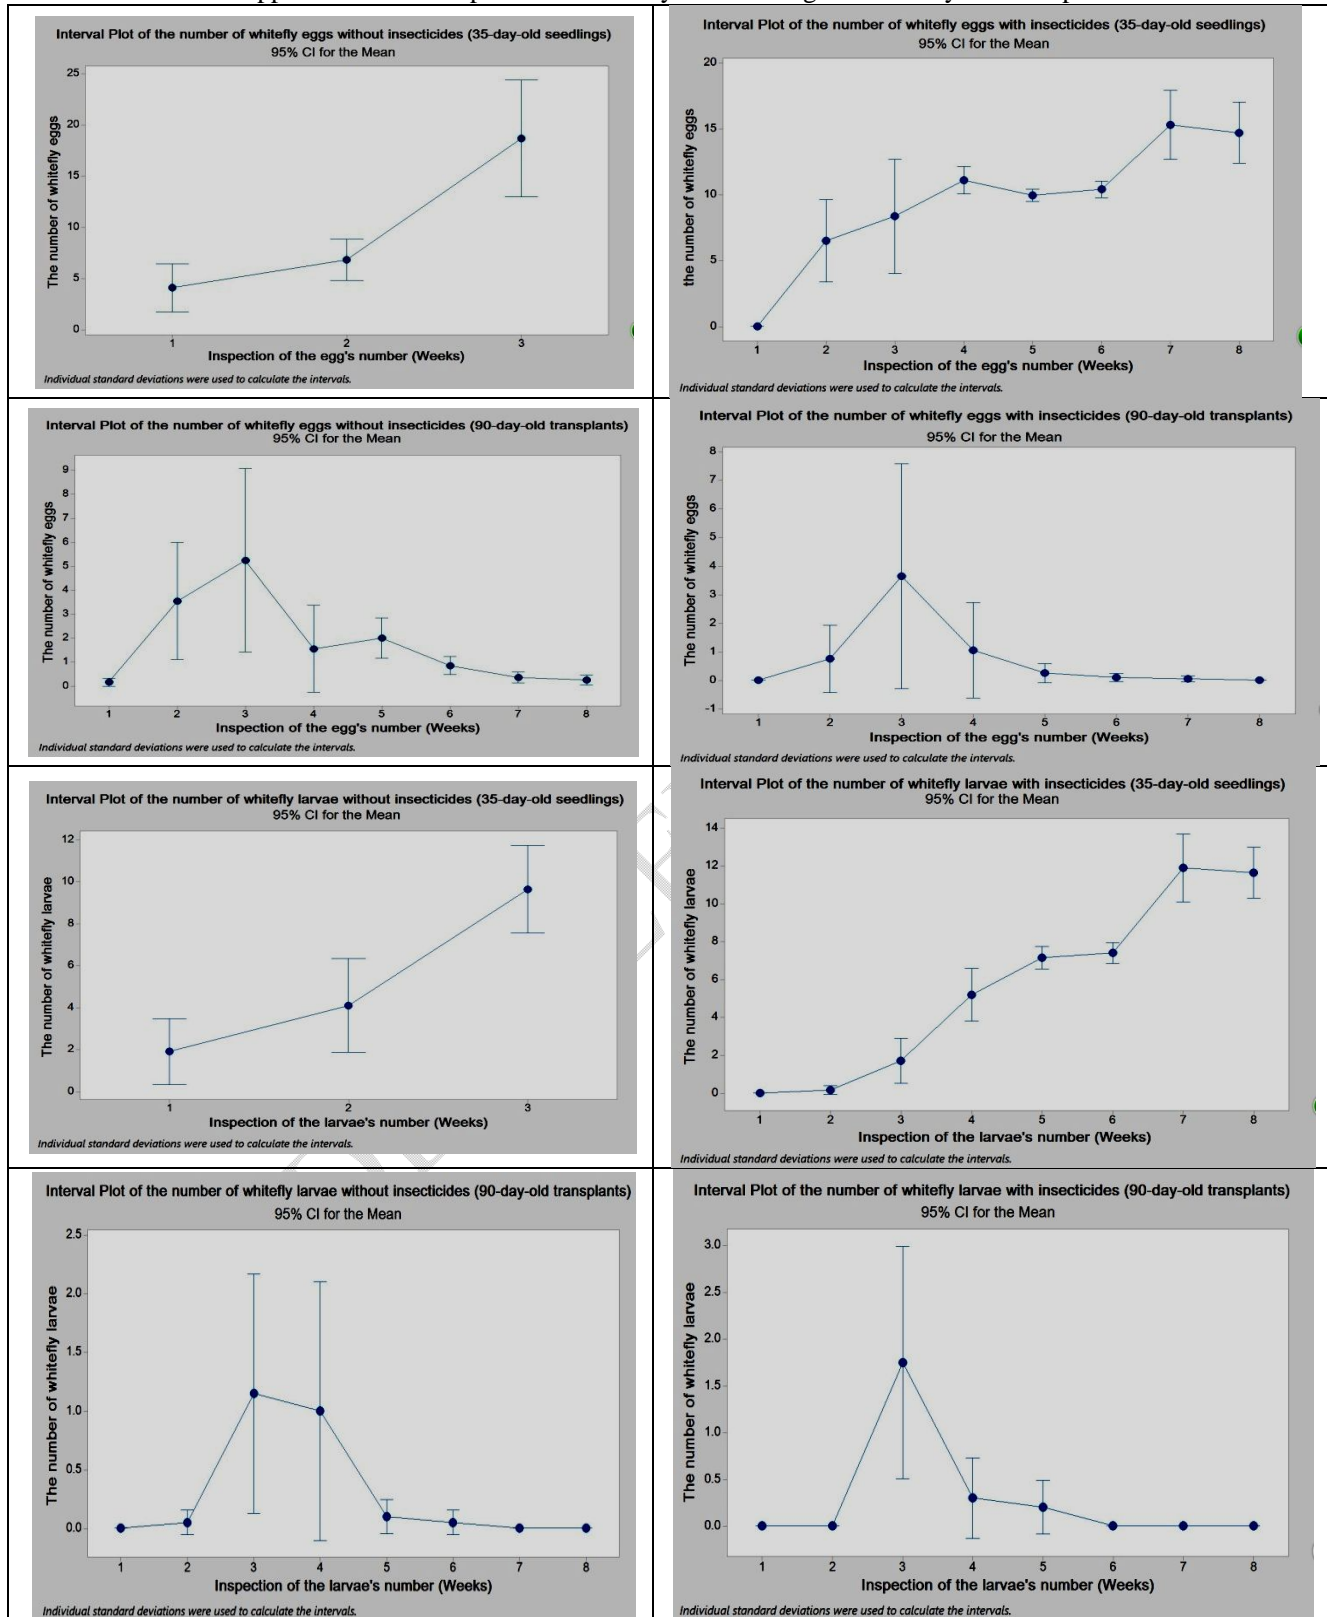 Interval Plot of the number of whitefly eggs without insecticides (35-day-old seedlings)
95% CI for the Mean
The number of whitefly eggs
25
20
15
10
5
0
1 2 3
Inspection of the egg's number (Weeks)
Individual standard deviations were used to calculate the intervals.
Interval Plot of the number of whitefly eggs with insecticides (35-day-old seedlings)
95% CI for the Mean
the number of whitefly eggs
20
15
10
5
0
1 2 3 4 5 6 7 8
Inspection of the egg's number (Weeks)
Individual standard deviations were used to calculate the intervals.
Interval Plot of the number of whitefly eggs without insecticides (90-day-old transplants)
95% CI for the Mean
The number of whitefly eggs
9
8
7
6
5
4
3
2
1
0
1 2 3 4 5 6 7 8
Inspection of the egg's number (Weeks)
Individual standard deviations were used to calculate the intervals.
Interval Plot of the number of whitefly eggs with insecticides (90-day-old transplants)
95% CI for the Mean
The number of whitefly eggs
8
7
6
5
4
3
2
1
0
-1
1 2 3 4 5 6 7 8
Inspection of the egg's number (Weeks)
Individual standard deviations were used to calculate the intervals.
Interval Plot of the number of whitefly larvae without insecticides (35-day-old seedlings)
95% CI for the Mean
The number of whitefly larvae
12
10
8
6
4
2
0
1 2 3
Inspection of the larvae's number (Weeks)
Individual standard deviations were used to calculate the intervals.
Interval Plot of the number of whitefly larvae with insecticides (35-day-old seedlings)
95% CI for the Mean
The number of whitefly larvae
14
12
10
8
6
4
2
0
1 2 3 4 5 6 7 8
Inspection of the larvae's number (Weeks)
Individual standard deviations were used to calculate the intervals.
Interval Plot of the number of whitefly larvae without insecticides (90-day-old transplants)
95% CI for the Mean
The number of whitefly larvae
2.5
2.0
1.5
1.0
0.5
0.0
1 2 3 4 5 6 7 8
Inspection of the larvae's number (Weeks)
Individual standard deviations were used to calculate the intervals.
Interval Plot of the number of whitefly larvae with insecticides (90-day-old transplants)
95% CI for the Mean
The number of whitefly larvae
3.0
2.5
2.0
1.5
1.0
0.5
0.0
1 2 3 4 5 6 7 8
Inspection of the larvae's number (Weeks)
Individual standard deviations were used to calculate the intervals.